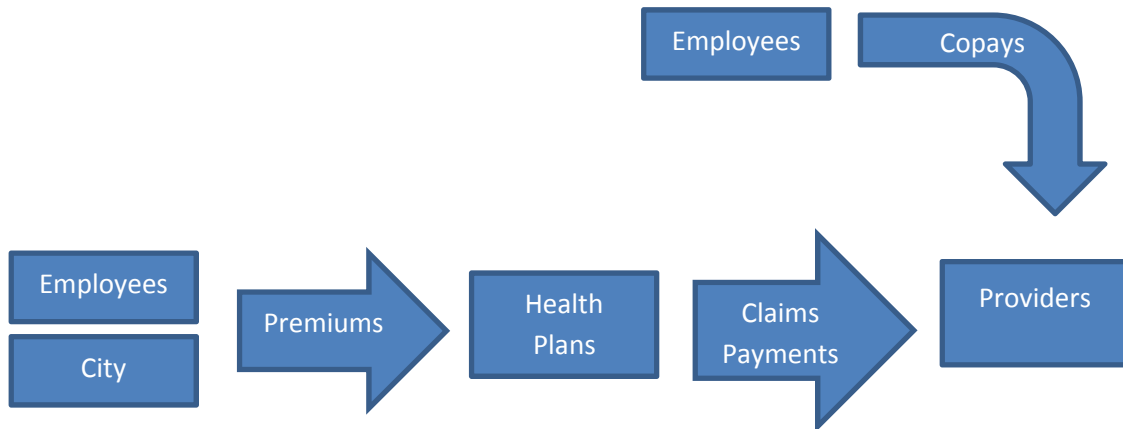 Employees
Copays
Employees
City
Premiums
Health
Plans
Claims
Payments
Providers